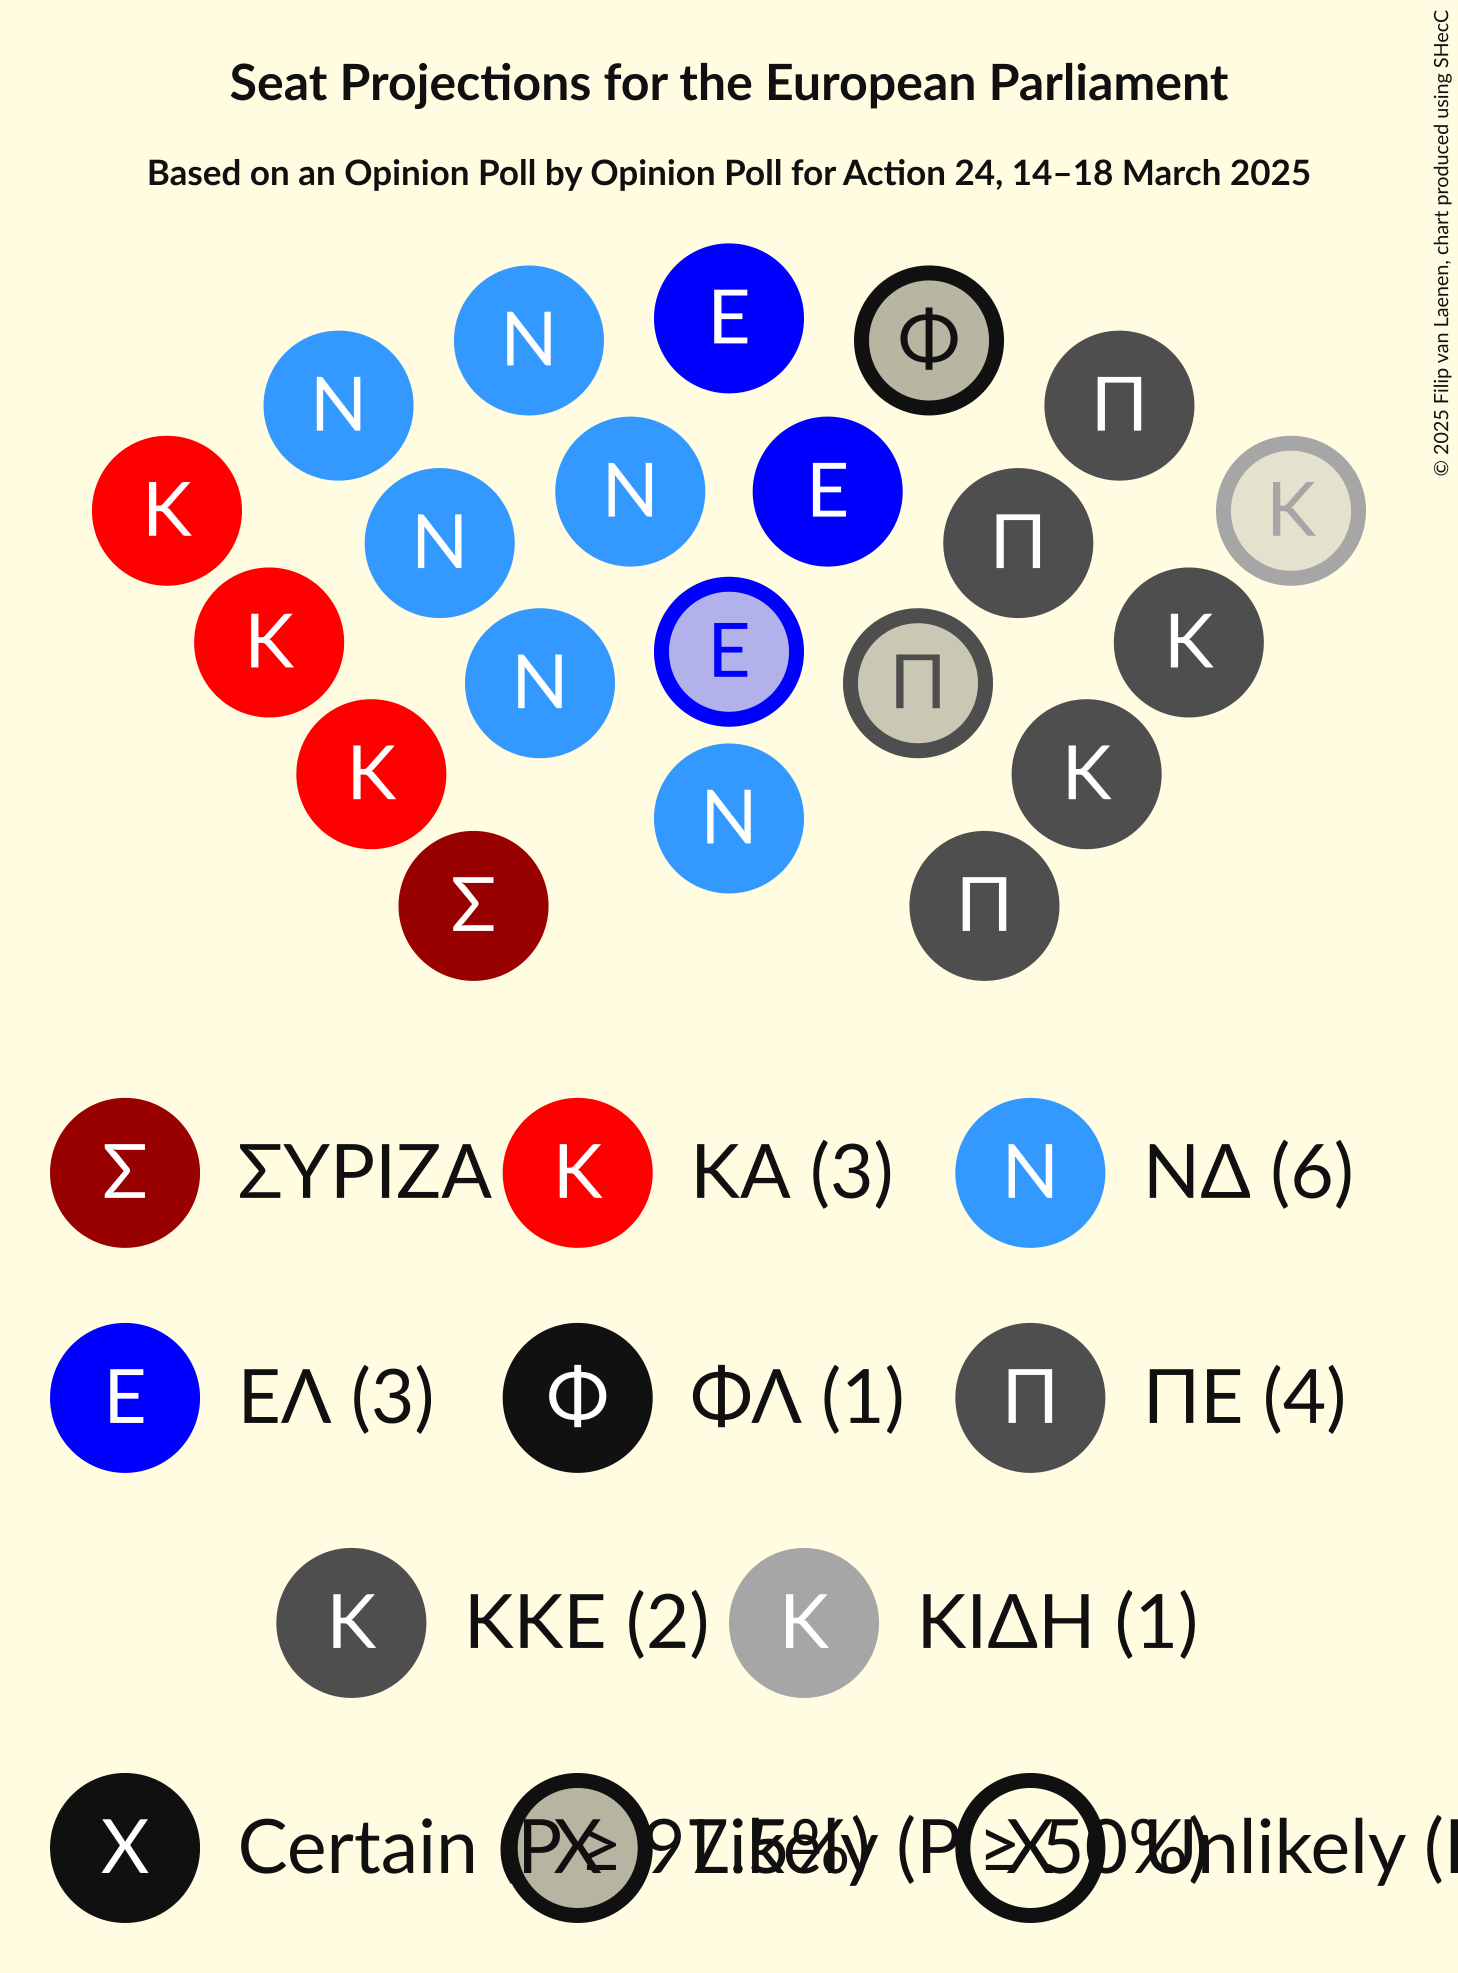 Seat Projections for the European Parliament
Based on an Opinion Poll by Opinion Poll for Action 24, 14–18 March 2025
© 2025 Filip van Laenen, chart produced using SHecC
Ε
Ν Φ
Ν Π
Κ Κ
Ν Ε
Ν Π
Κ Κ
Ε
Ν Π
Κ Κ
Ν
Σ Π
Σ ΣΥΡΙΖΑ Κ ΚΑ (3) Ν ΝΔ (6)
Ε ΕΛ (3) Φ ΦΛ (1) Π ΠΕ (4)
Κ ΚΚΕ (2) Κ ΚΙΔΗ (1)
X Certain (P ≥ 97.5%) X Likely (P ≥ 50%) X Unlikely (